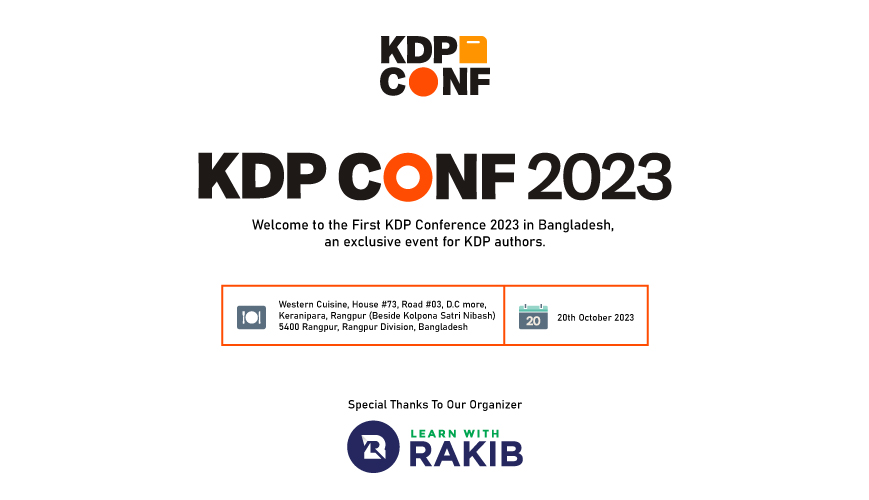 KDP
CONF
KDP CONF 2023
Welcome to the First KDP Conference 2023 in Bangladesh,
an exclusive event for KDP authors.
Western Cuisine, House #73, Road #03, D.C more,
Keranipara, Rangpur (Beside Kolpona Satri Nibash)
5400 Rangpur, Rangpur Division, Bangladesh
20
20th October 2023
Special Thanks To Our Organizer
R
LEARN WITH
RAKIB